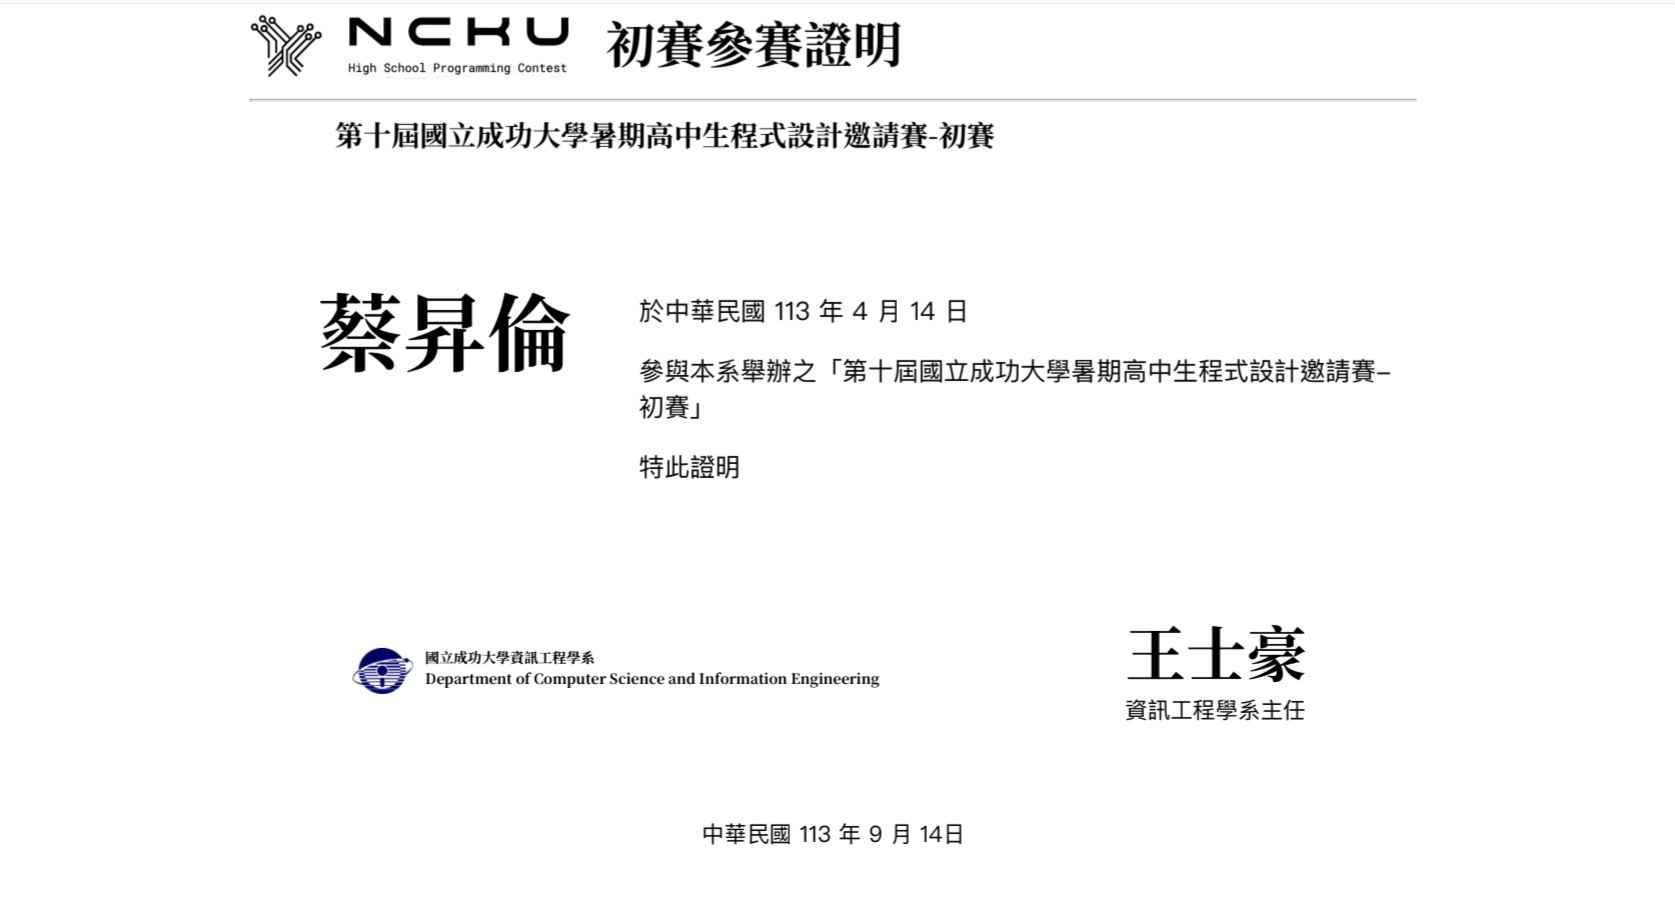 NCKU
High School Programming Contest
初賽參賽證明
第十屆國立成功大學暑期高中生程式設計邀請賽-初賽
蔡昇倫
於中華民國 113 年 4 月 14 日
參與本系舉辦之「第十屆國立成功大學暑期高中生程式設計邀請賽–
初賽」
特此證明
國立成功大學資訊工程學系
Department of Computer Science and Information Engineering
王士豪
資訊工程學系主任
中華民國 113 年 9 月 14日